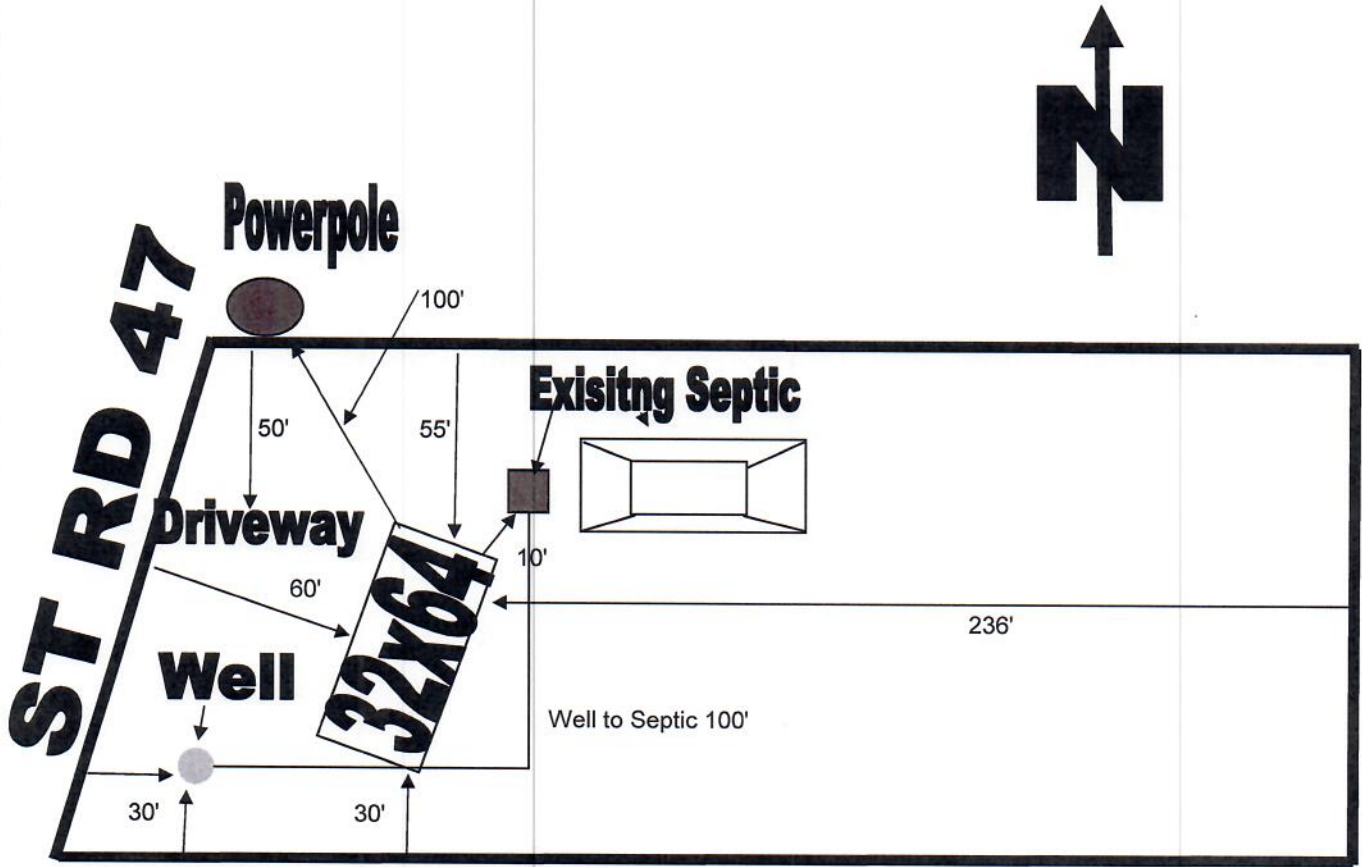 N
Powerpole
ST RD 47
100'
Exisitng Septic
50'
55'
Driveway
10'
60'
32x64
236'
Well
Well to Septic 100'
30'
30'